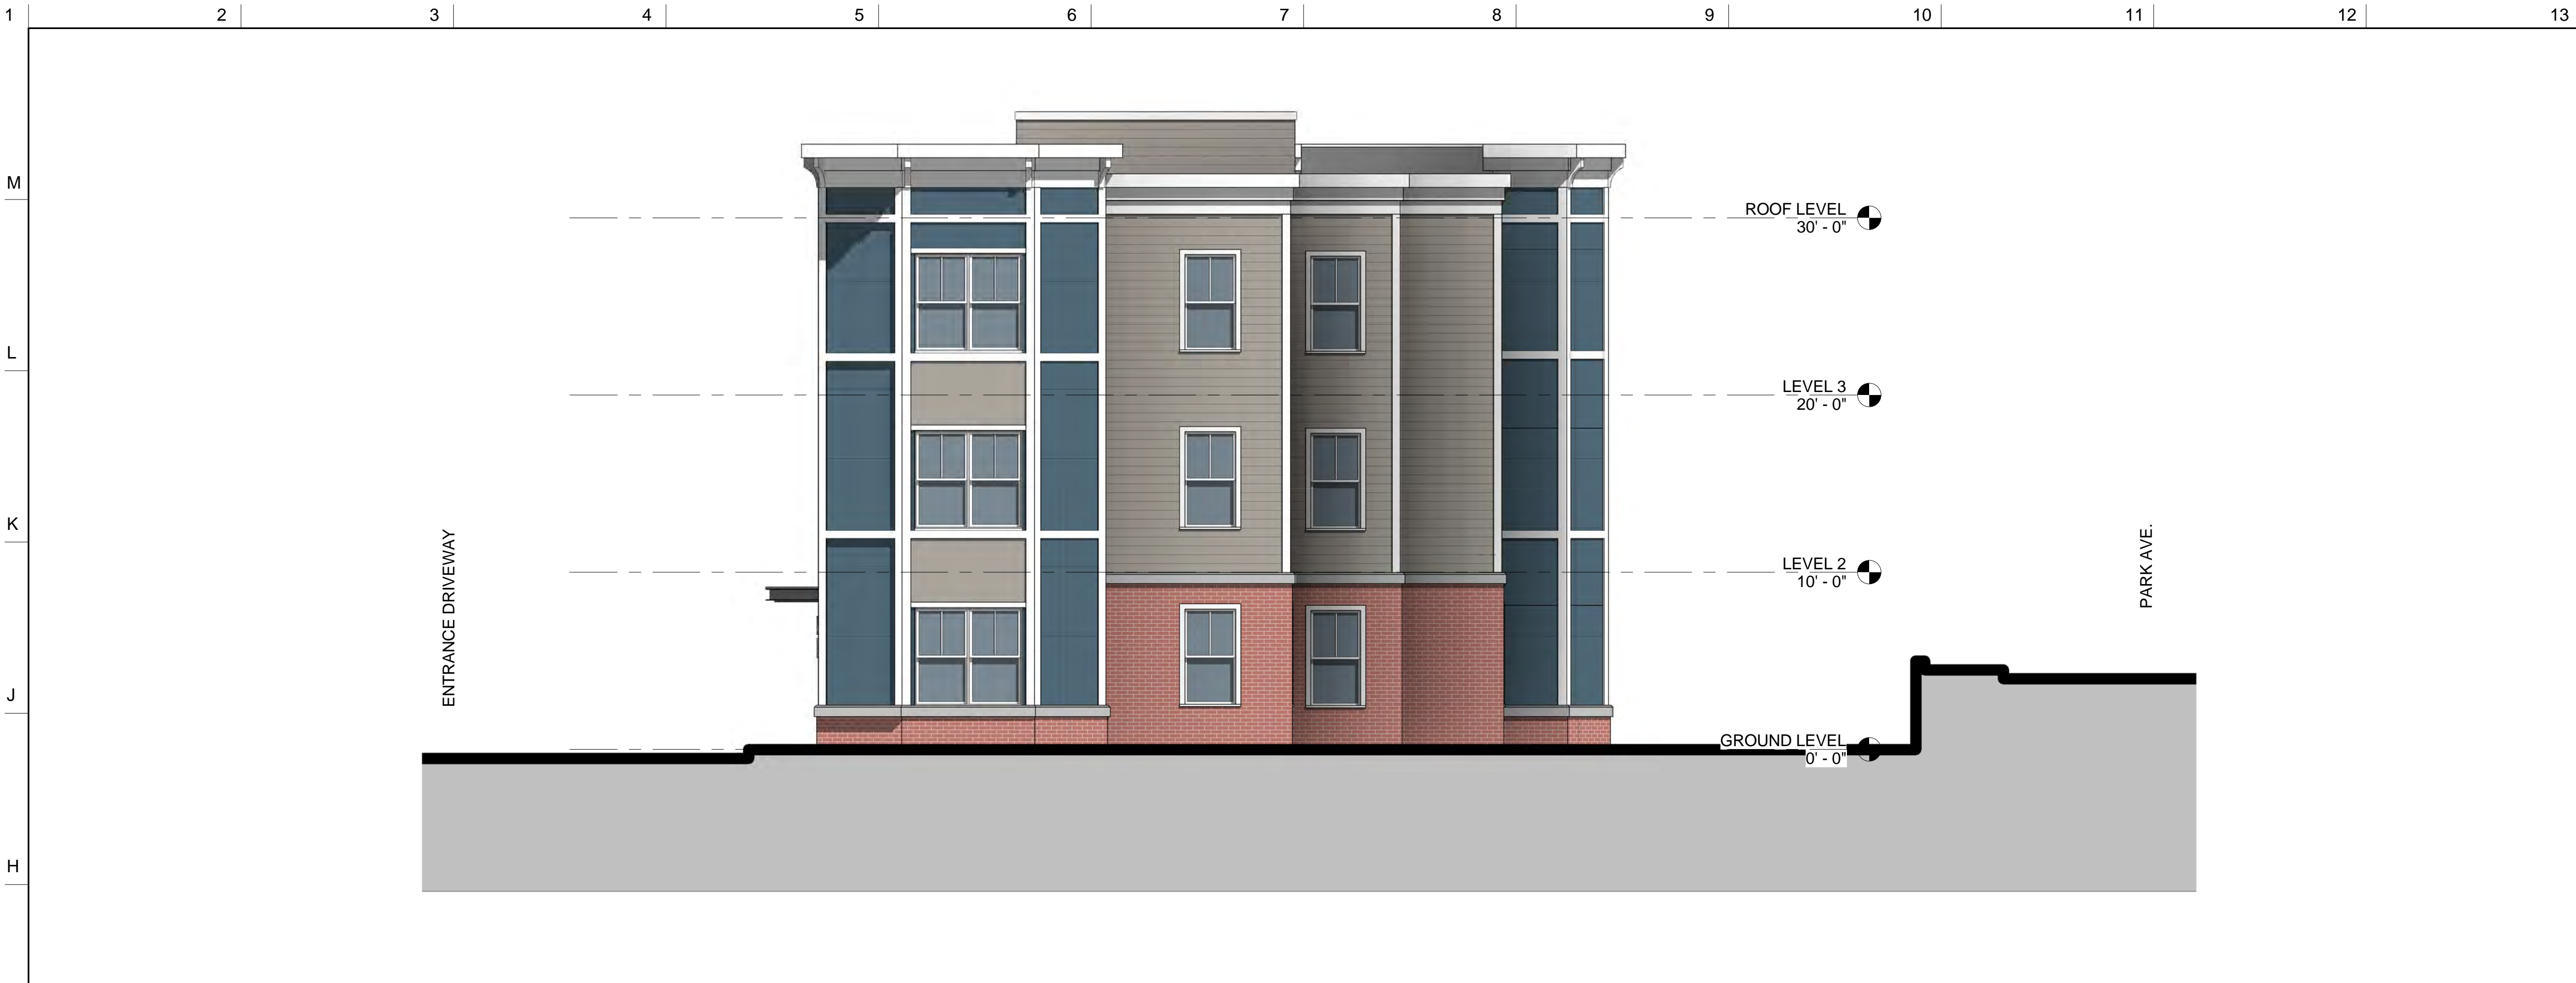 1 2 3 4 5 6 7 8 9 10 11 12 13
M
ROOF LEVEL
30' - 0"
L
LEVEL 3
20' - 0"
K
ENTRANCE DRIVEWAY
PARK AVE.
LEVEL 2
10' - 0"
J
GROUND LEVEL
0' - 0"
H